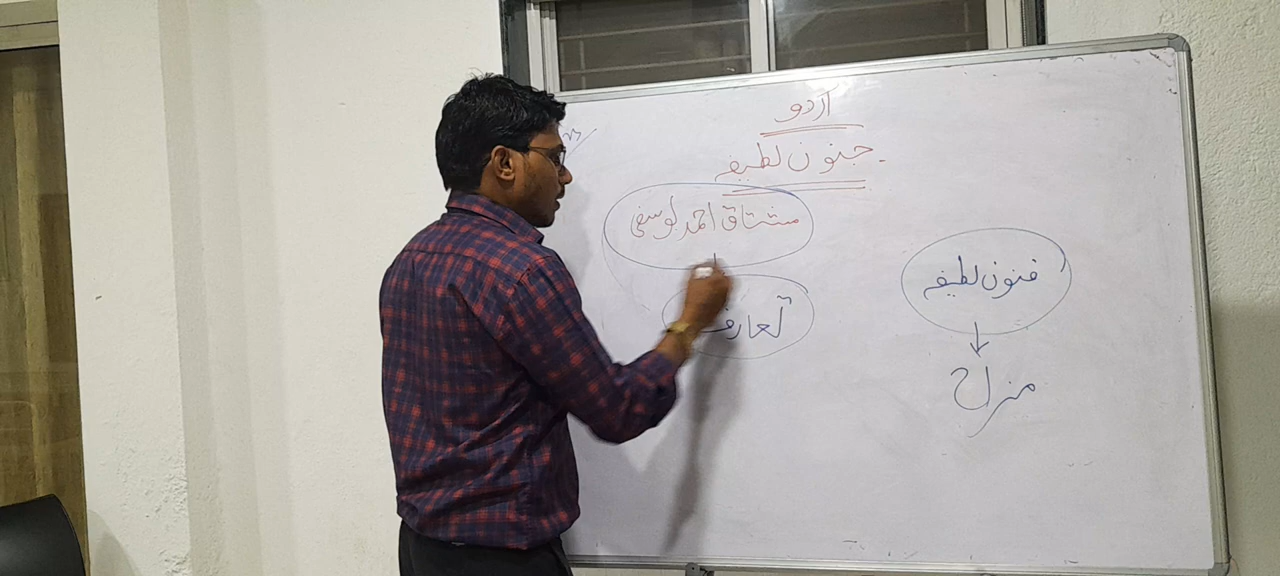 اردو
جنون لطیفہ
مشتاق احمد یوسفی
تعارف
فنون لطیفہ
مزاح